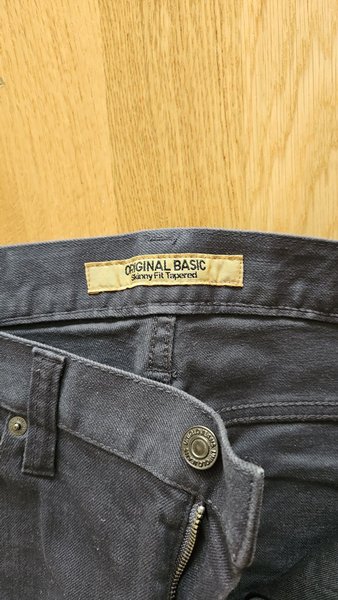 ORIGINAL BASIC
Skinny Fit Tapered